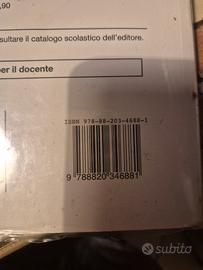 ,90
sultare il catalogo scolastico dell'editore.
per il docente
ISBN 978-88-203-4688-1
9 788820 346881
subito